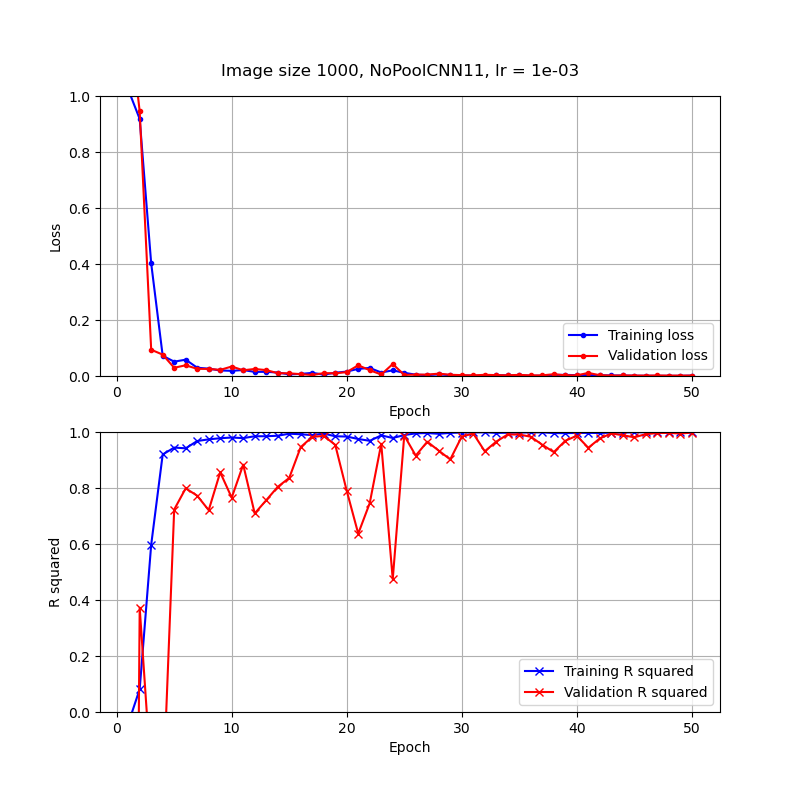 Image size 1000, NoPoolCNN11, lr = 1e-03
1.0
0.8
0.6
0.4
0.2
0.0
Loss
Training loss
Validation loss
0 10 20 30 40 50
Epoch
1.0
0.8
0.6
0.4
0.2
0.0
R squared
Training R squared
Validation R squared
0 10 20 30 40 50
Epoch